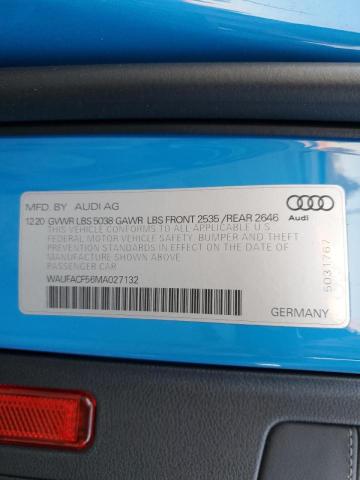 MFD. BY AUDI AG
12.20 GVWR LBS 5038 GAWR LBS FRONT 2535 /REAR 2646
THIS VEHICLE CONFORMS TO ALL APPLICABLE U.S.
FEDERAL MOTOR VEHICLE SAFETY, BUMPER AND THEFT
PREVENTION STANDARDS IN EFFECT ON THE DATE OF
MANUFACTURE SHOWN ABOVE.
PASSENGER CAR
WAUFACF56MA027132
Audi
5031767
GERMANY